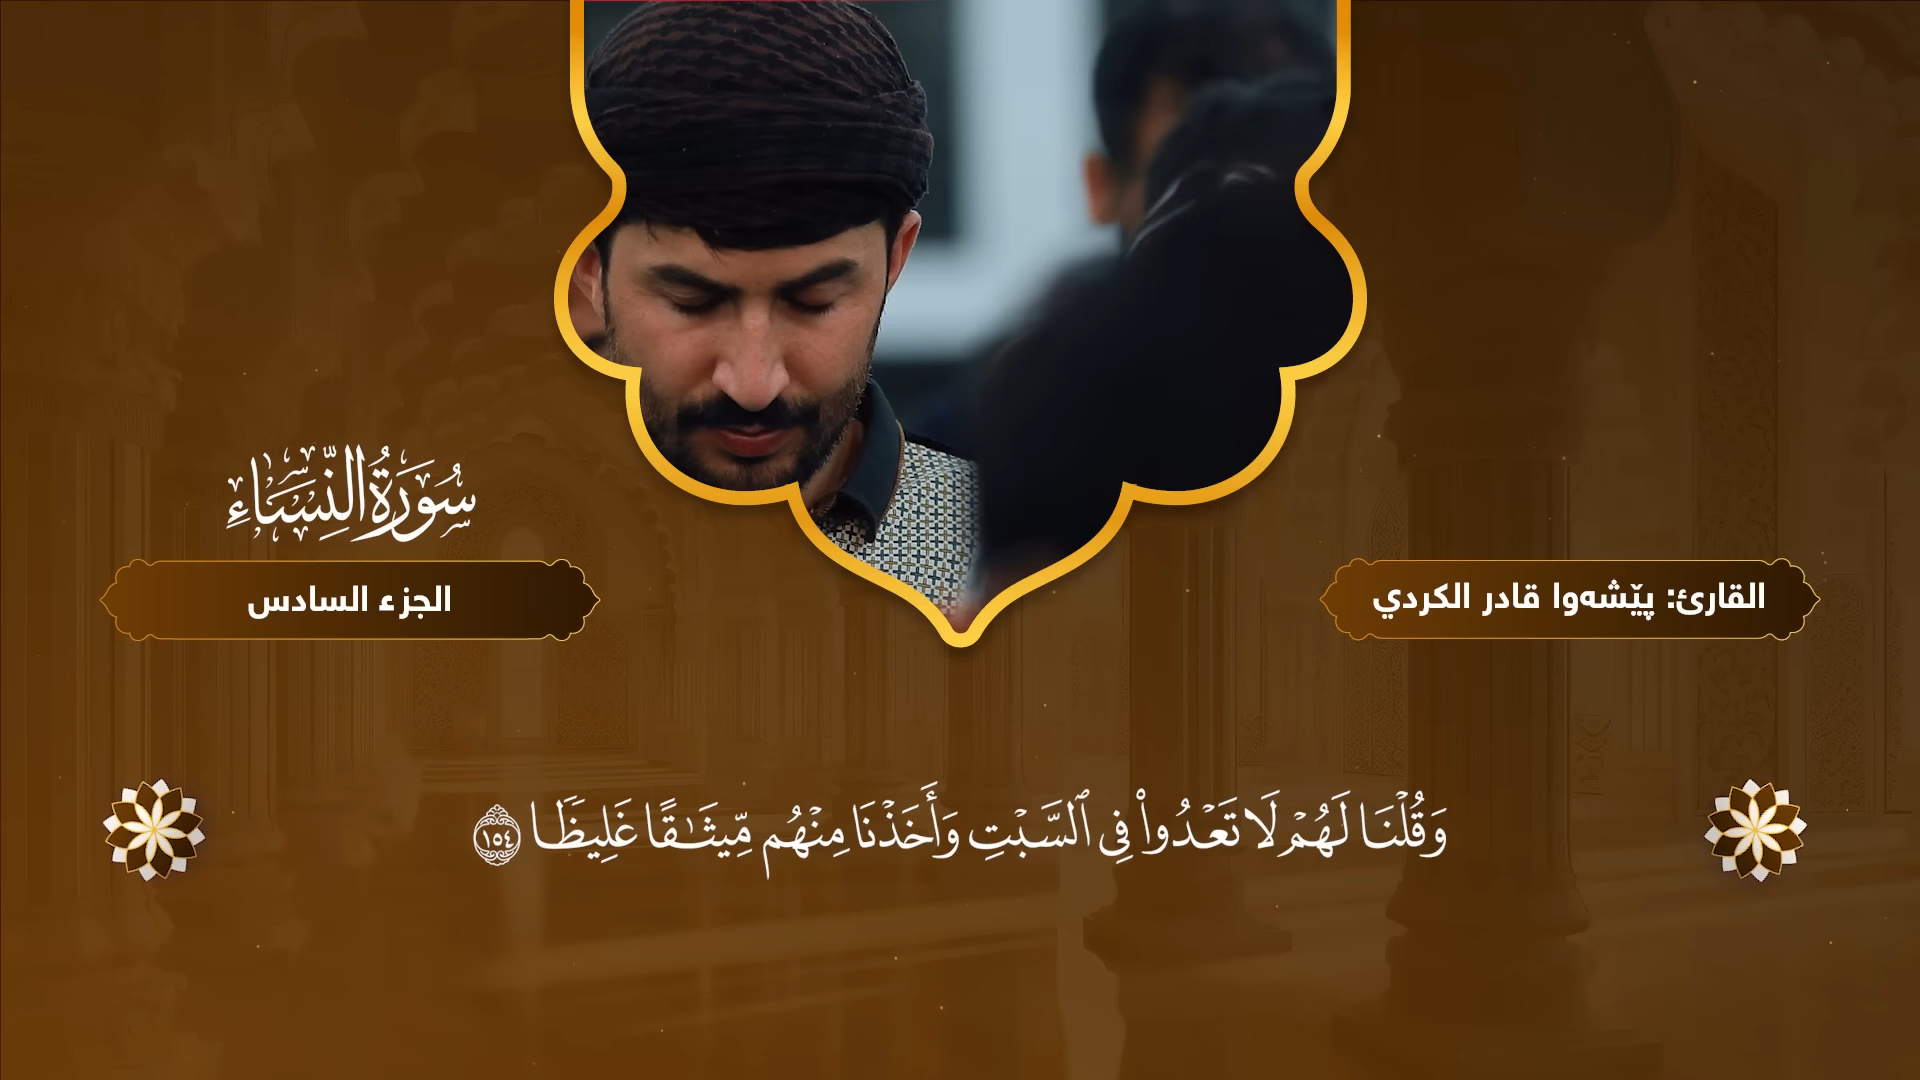 سُورَةُ النِّسَاءِ
الجزء السادس
القارئ: پێشەوا قادر الكردي
وَقُلْنَا لَهُمْ لَا تَعْدُوا۟ فِى ٱلسَّبْتِ وَأَخَذْنَا مِنْهُم مِّيثَـٰقًا غَلِيظًا ١٥٤